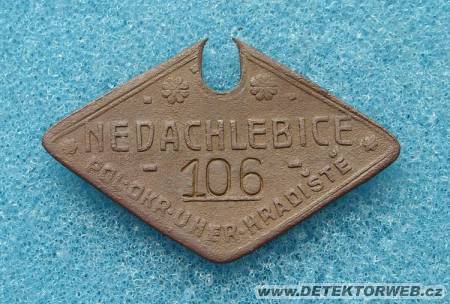 NEDACHLEBICE
- 106 -
POL·OKR·UHER·HRADIŠTĚ
www.DETEKTORWEB.cz